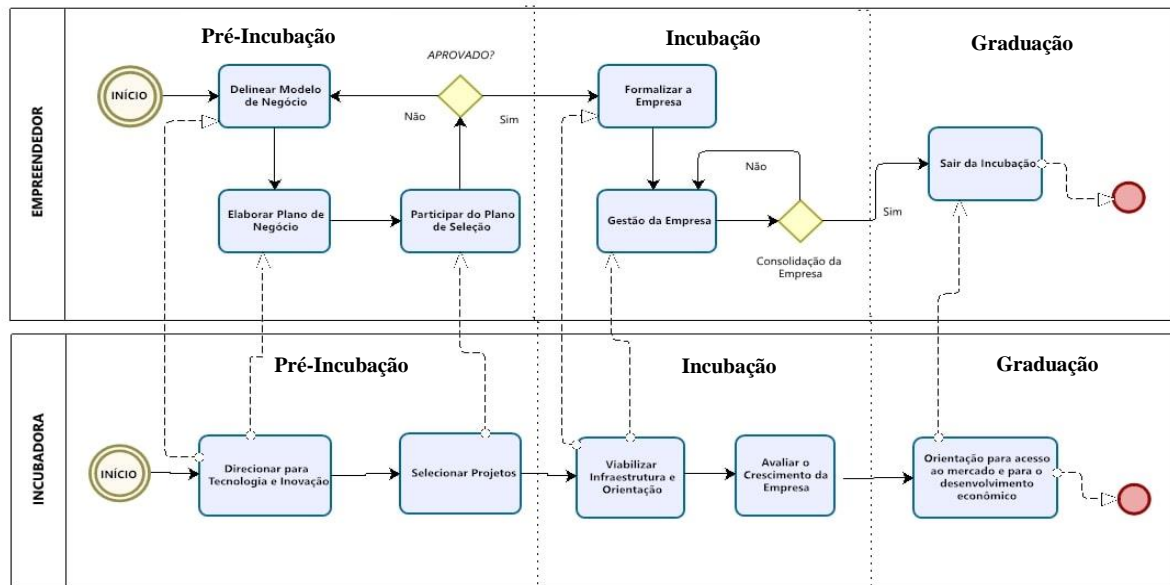 EMPREENDEDOR
Pré-Incubação
Incubação
Graduação
APROVADO?
INÍCIO
Delinear Modelo
de Negócio
Não
Sim
Formalizar a
Empresa
Elaborar Plano de
Negócio
Participar do Plano
de Seleção
Gestão da Empresa
Não
Consolidação da
Empresa
Sim
Sair da Incubação
INCUBADORA
Pré-Incubação
Incubação
Graduação
INÍCIO
Direcionar para
Tecnologia e Inovação
Selecionar Projetos
Viabilizar
Infraestrutura e
Orientação
Avaliar o
Crescimento da
Empresa
Orientação para acesso
ao mercado e para o
desenvolvimento
econômico